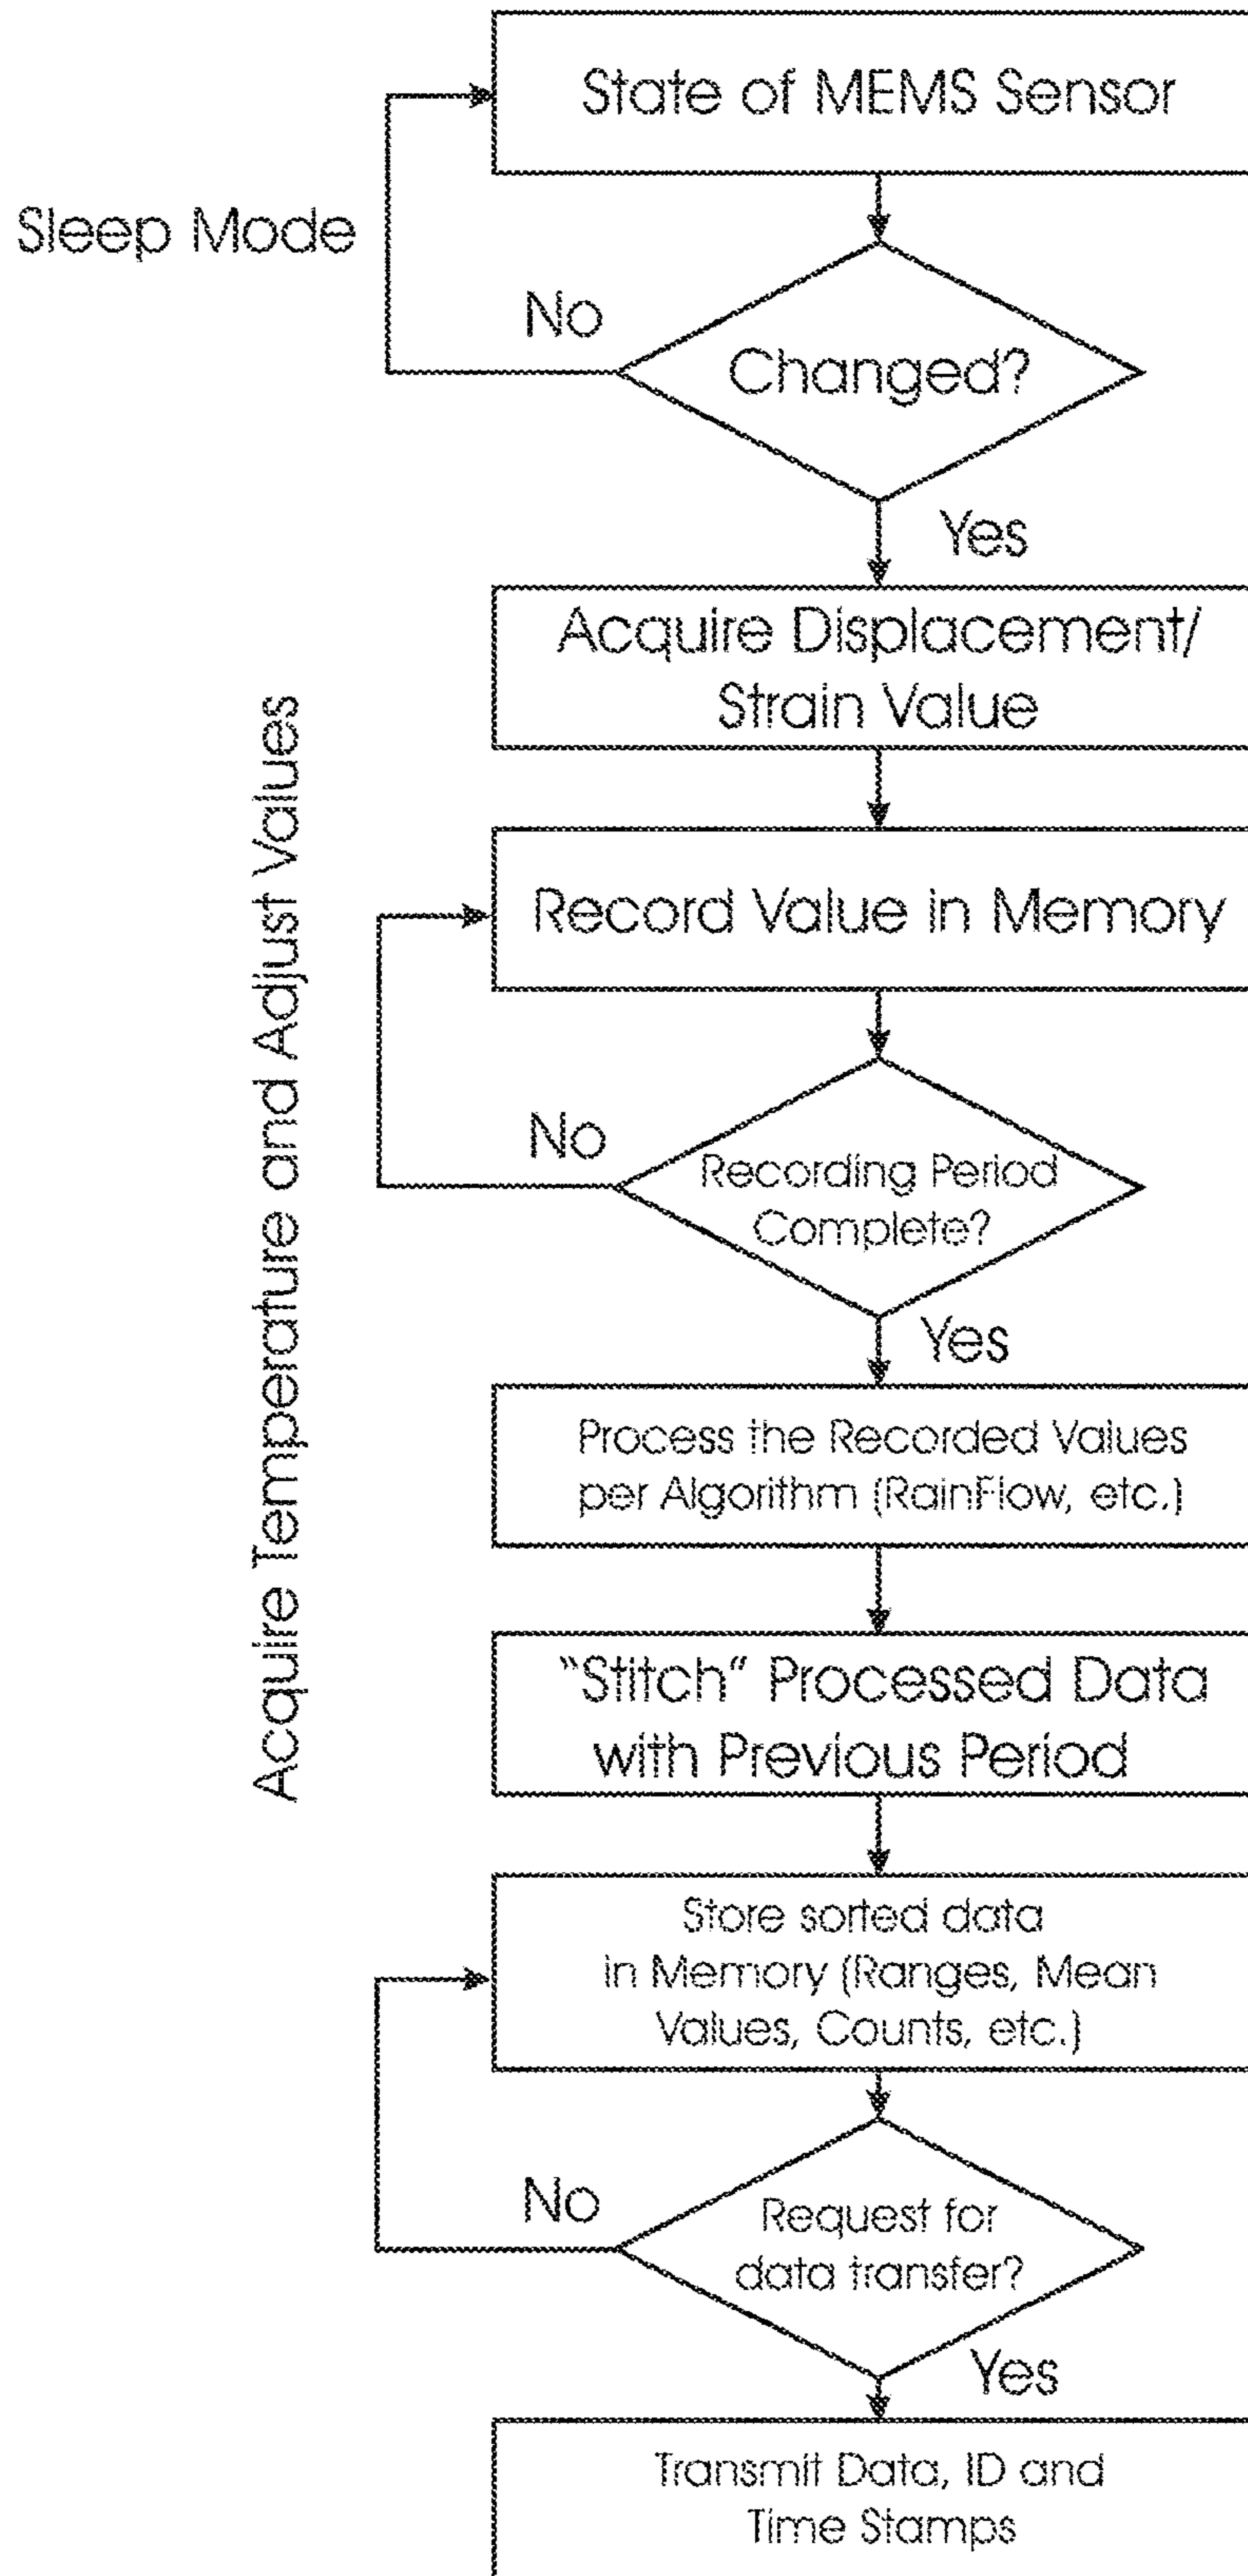 State of MEMS Sensor
Sleep Mode
No
Changed?
Yes
Acquire Displacement/
Strain Value
Acquire Temperature and Adjust Values
Record Value in Memory
No
Recording Period
Complete?
Yes
Process the Recorded Values
per Algorithm (RainFlow, etc.)
“Stitch” Processed Data
with Previous Period
Store sorted data
in Memory (Ranges, Mean
Values, Counts, etc.)
No
Request for
data transfer?
Yes
Transmit Data, ID and
Time Stamps